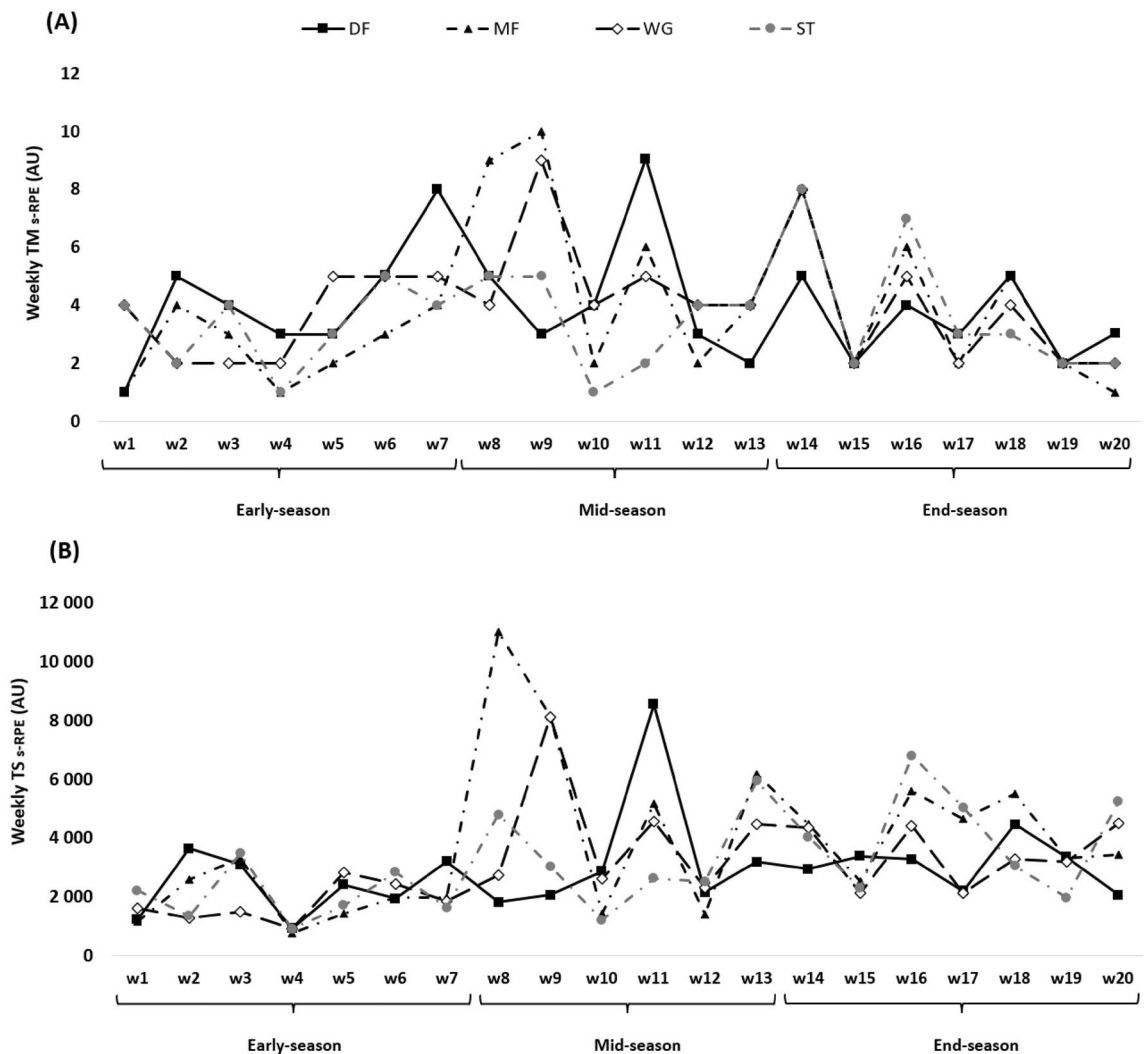 (A)
DF MF WG ST
Weekly TM s-RPE (AU)
12
10
8
6
4
2
0
w1 w2 w3 w4 w5 w6 w7 w8 w9 w10 w11 w12 w13 w14 w15 w16 w17 w18 w19 w20
Early-season Mid-season End-season
(B)
Weekly TS s-RPE (AU)
12 000
10 000
8 000
6 000
4 000
2 000
0
w1 w2 w3 w4 w5 w6 w7 w8 w9 w10 w11 w12 w13 w14 w15 w16 w17 w18 w19 w20
Early-season Mid-season End-season